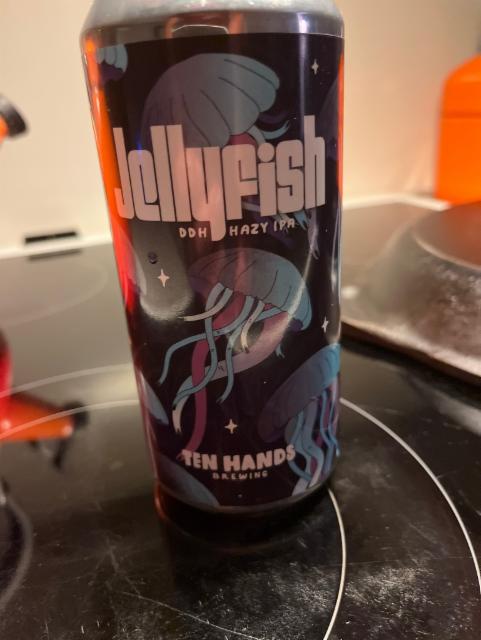 Jellyfish
DDH HAZY IPA
TEN HANDS
BREWING